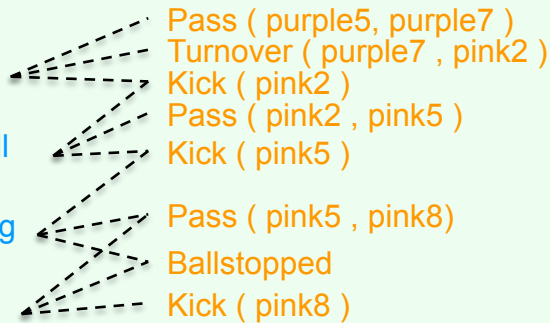 Pass ( purple5, purple7 )
Turnover ( purple7 , pink2 )
Kick ( pink2 )
Pass ( pink2 , pink5 )
Kick ( pink5 )
Pass ( pink5 , pink8)
Ballstopped
Kick ( pink8 )